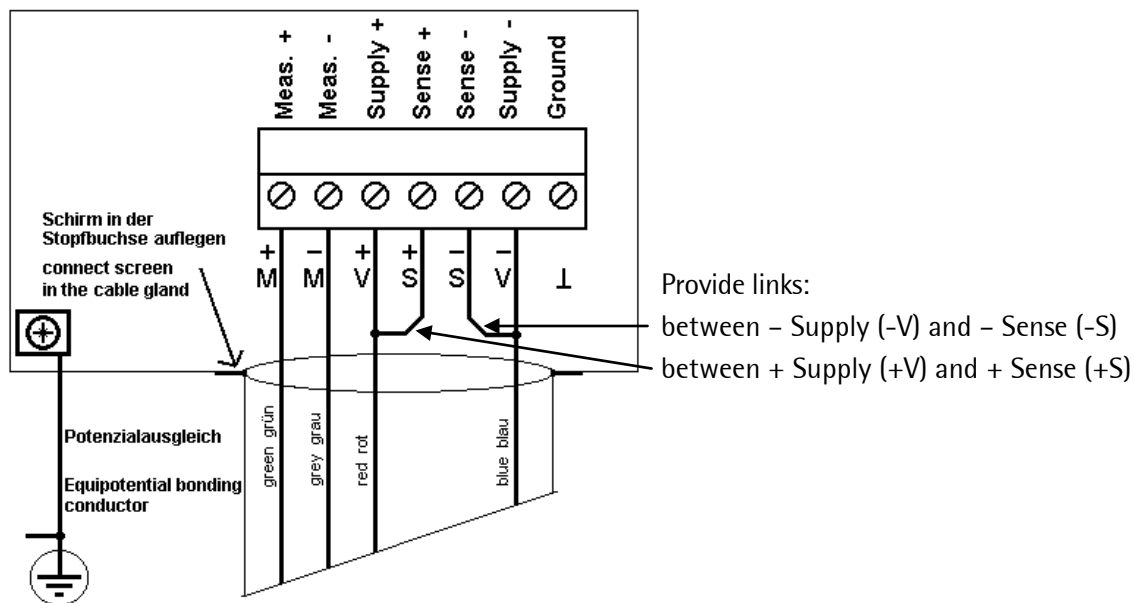 Meas. +
Meas. -
Supply +
Sense +
Sense -
Supply -
Ground
+ M
– M
+ V
+ S
– S
– V
⊥
Schirm in der
Stopfbuchse auflegen
connect screen
in the cable gland
Provide links:
between – Supply (-V) and – Sense (-S)
between + Supply (+V) and + Sense (+S)
green grün
grey grau
red rot
blue blau
Potenzialausgleich
Equipotential bonding
conductor